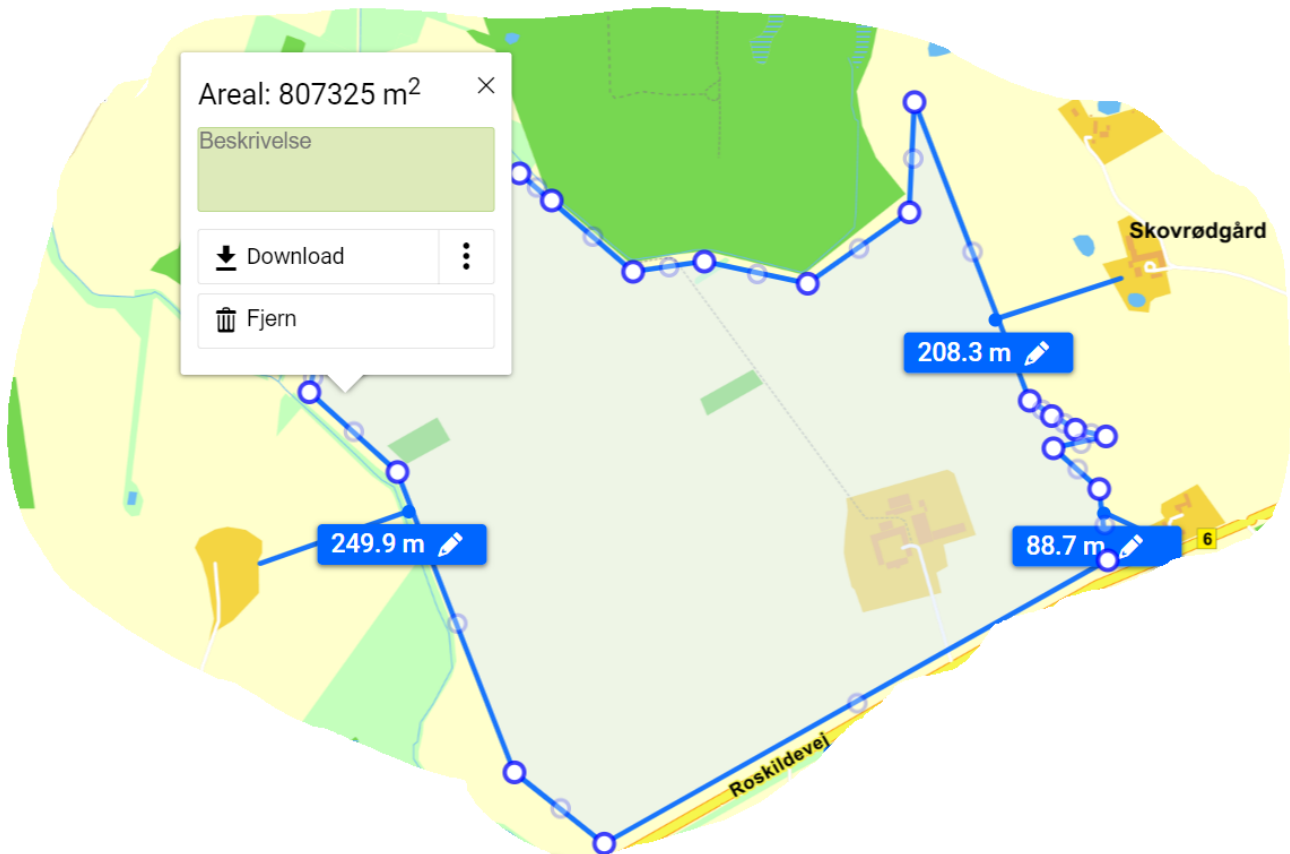 Areal: 807325 m²
Beskrivelse
Download
Fjern
Skovrødgård
208.3 m
249.9 m
88.7 m
6
Roskildevej